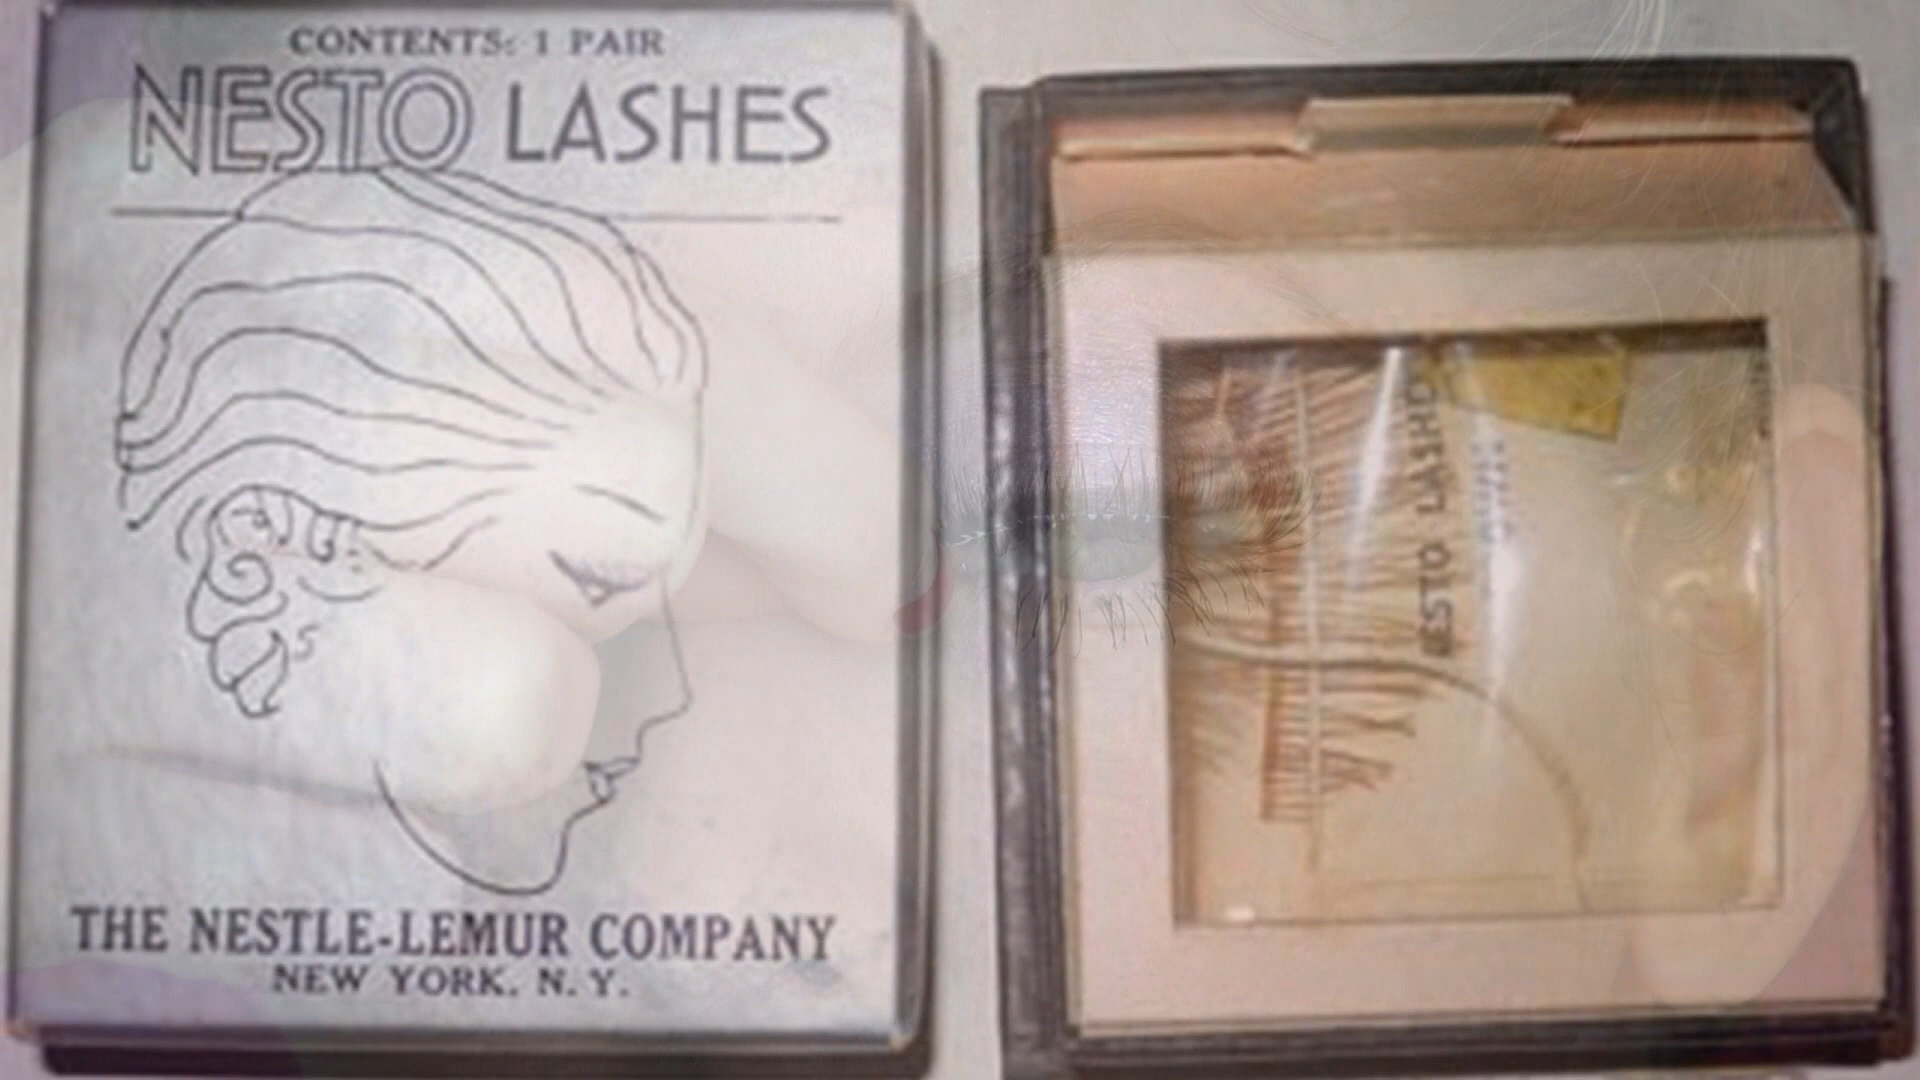 CONTENTS: 1 PAIR
NESTO LASHES
THE NESTLE-LEMUR COMPANY
NEW YORK, N. Y.
NESTO LASHES